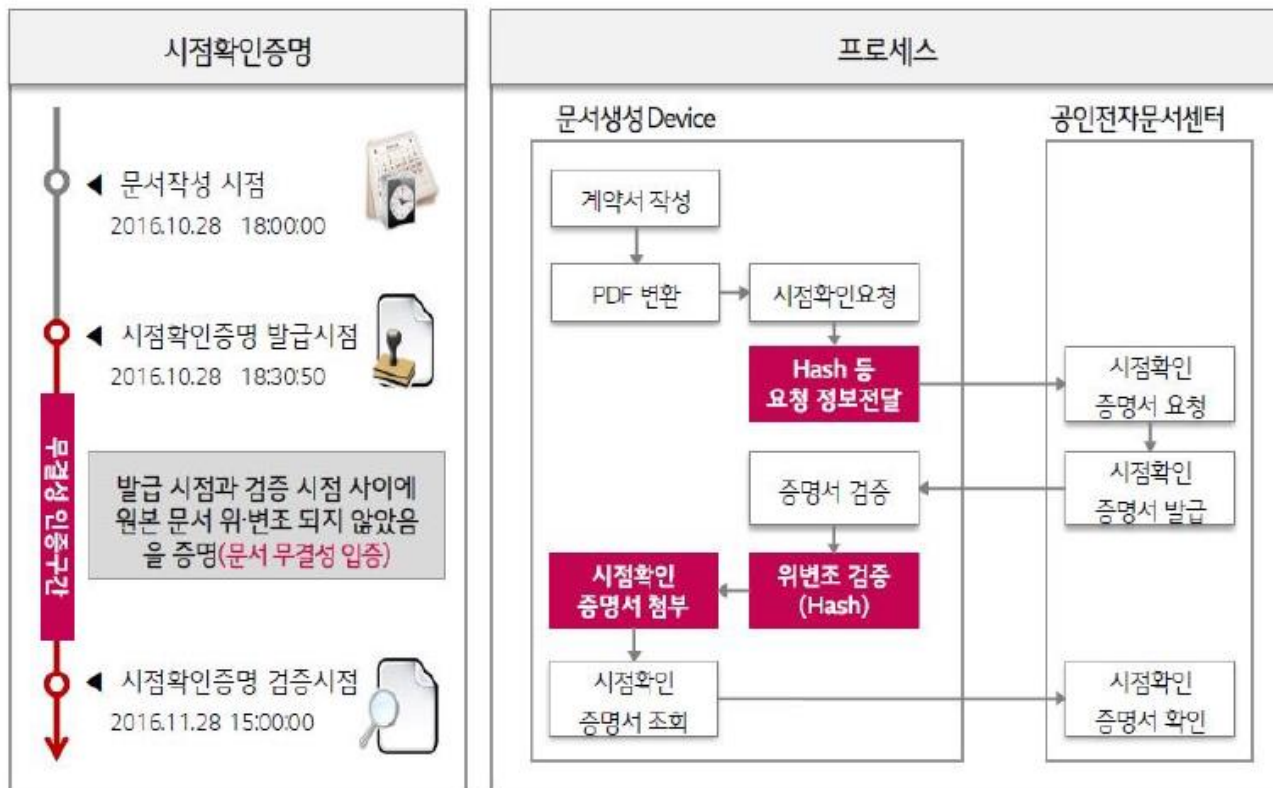 시점확인증명
문서작성 시점
2016.10.28 18:00:00
시점확인증명 발급시점
2016.10.28 18:30:50
무결성 인증구간
발급 시점과 검증 시점 사이에
원본 문서 위·변조 되지 않았음
을 증명(문서 무결성 입증)
시점확인증명 검증시점
2016.11.28 15:00:00
프로세스
문서생성 Device
공인전자문서센터
계약서 작성
PDF 변환
시점확인요청
Hash 등
요청 정보전달
시점확인
증명서 요청
시점확인
증명서 발급
증명서 검증
위변조 검증
(Hash)
시점확인
증명서 첨부
시점확인
증명서 조회
시점확인
증명서 확인